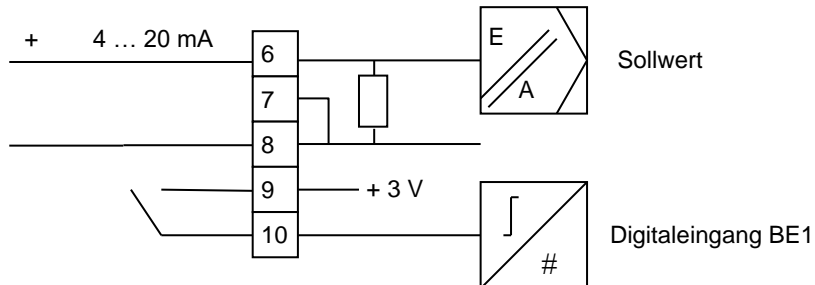 + 4 … 20 mA
6
E
A
Sollwert
7
8
9
+ 3 V
10
#
Digitaleingang BE1